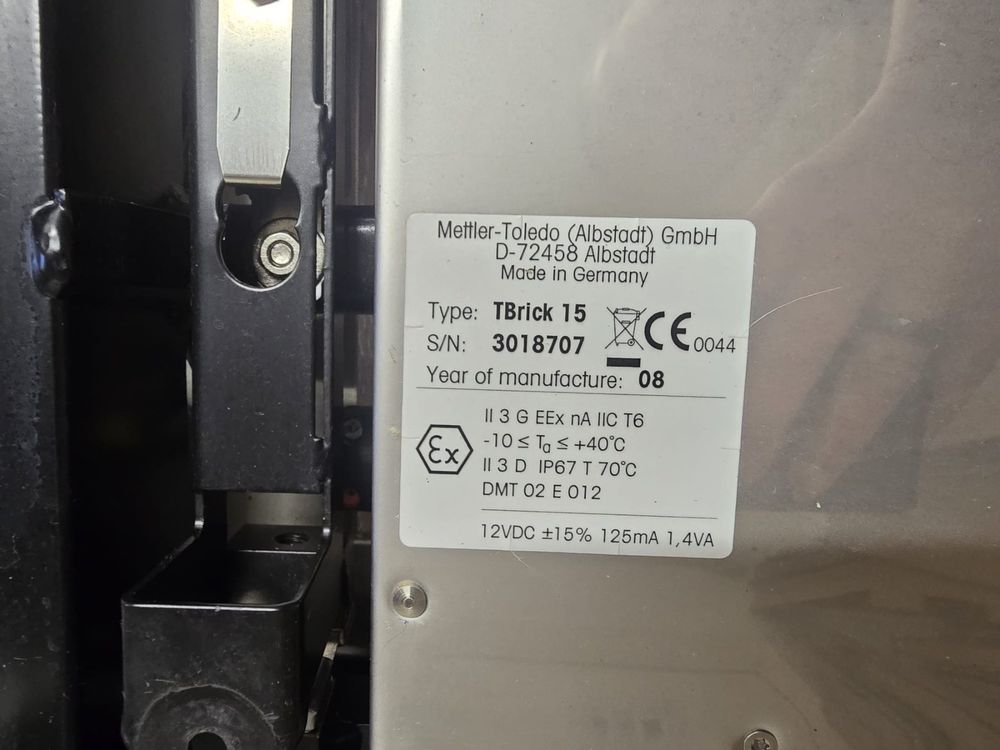 Mettler-Toledo (Albstadt) GmbH
D-72458 Albstadt
Made in Germany
Type: TBrick 15
S/N: 3018707
CE 0044
Year of manufacture: 08
II 3 G EEx nA IIC T6
-10 ≤ Ta ≤ +40°C
Ex
II 3 D IP67 T 70°C
DMT 02 E 012
12VDC ±15% 125mA 1,4VA